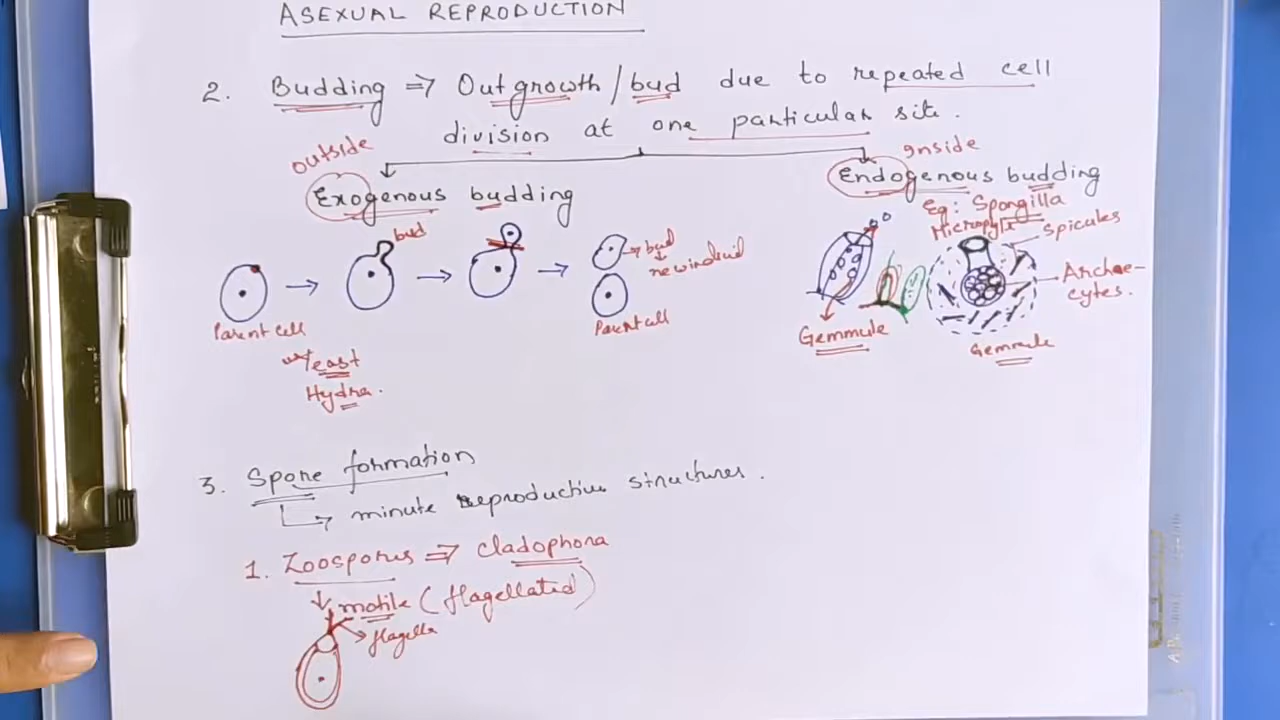 ASEXUAL REPRODUCTION
2. Budding ⇒ Outgrowth/bud due to repeated cell
division at one particular site.
outside
Inside
Exogenous budding
Endogenous budding
Eg: Spongilla
bud
Micropyle
Spicules
bud
new individ
Archae-
cytes.
Parent cell
Parent cell
Gemmule
Gemmule
Yeast
Hydra.
3. Spore formation
minute reproductive structures.
1. Zoospores ⇒ cladophora
motile (flagellated)
flagella